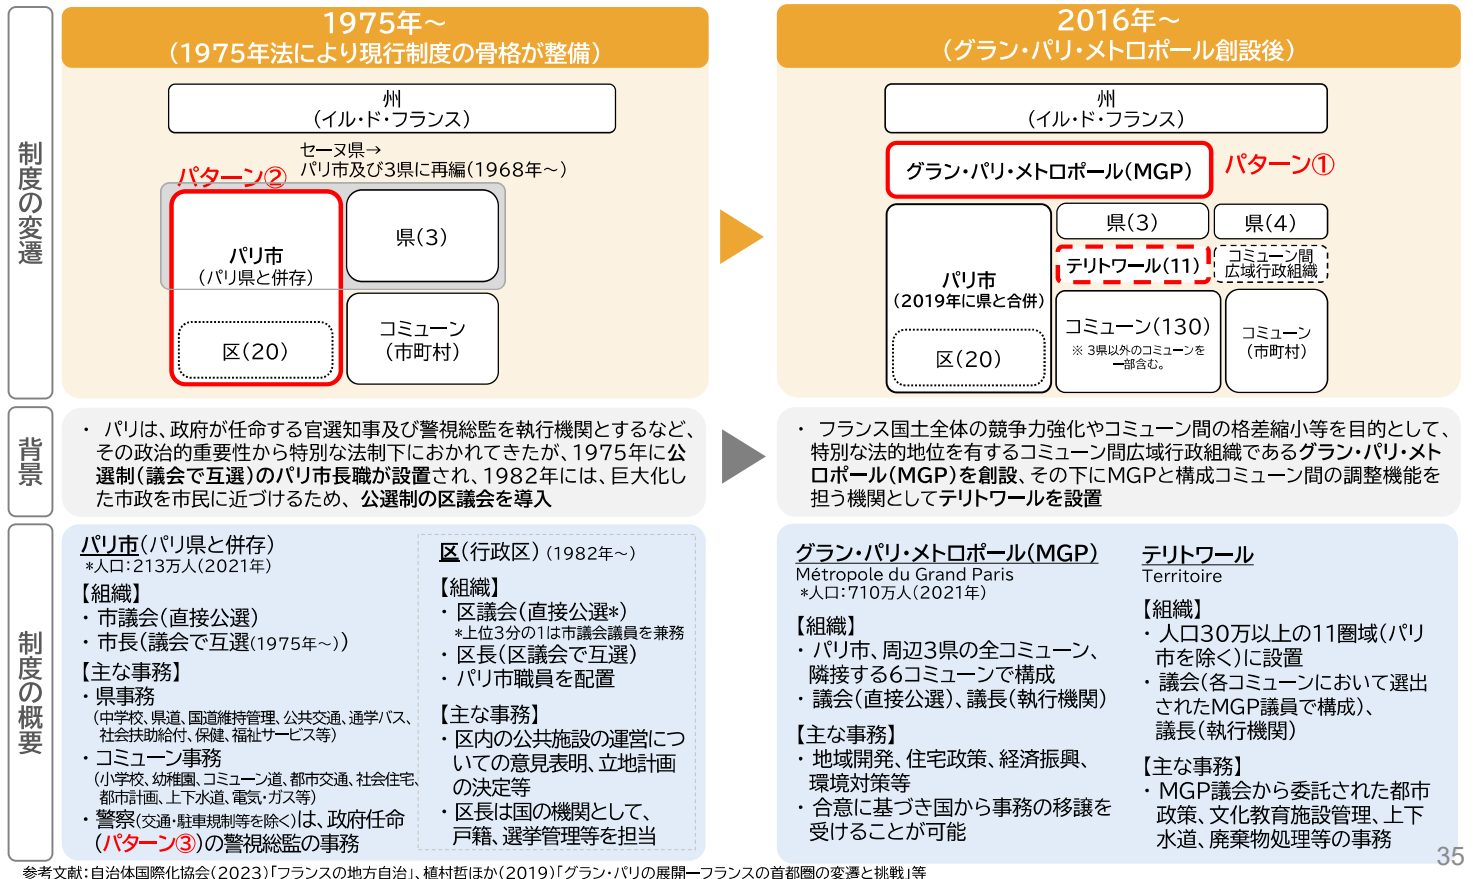 制度の変遷
1975年～
（1975年法により現行制度の骨格が整備）
州
（イル・ド・フランス）
セーヌ県→
パリ市及び3県に再編（1968年～）
パターン②
パリ市
（パリ県と併存）
区（20）
県（3）
コミューン
（市町村）
2016年～
（グラン・パリ・メトロポール創設後）
州
（イル・ド・フランス）
グラン・パリ・メトロポール（MGP）
パターン①
パリ市
（2019年に県と合併）
区（20）
県（3）
県（4）
テリトワール（11）
コミューン間
広域行政組織
コミューン（130）
※ 3県以外のコミューンを
一部含む。
コミューン
（市町村）
背景
・ パリは、政府が任命する官選知事及び警視総監を執行機関とするなど、
その政治的重要性から特別な法制下におかれてきたが、1975年に公
選制（議会で互選）のパリ市長職が設置され、1982年には、巨大化し
た市政を市民に近づけるため、 公選制の区議会を導入
・ フランス国土全体の競争力強化やコミューン間の格差縮小等を目的として、
特別な法的地位を有するコミューン間広域行政組織であるグラン・パリ・メト
ロポール（MGP）を創設、その下にMGPと構成コミューン間の調整機能を
担う機関としてテリトワールを設置
制度の概要
パリ市（パリ県と併存）
*人口：213万人（2021年）
【組織】
・ 市議会（直接公選）
・ 市長（議会で互選（1975年～））
【主な事務】
・ 県事務
（中学校、県道、国道維持管理、公共交通、通学バス、
社会扶助給付、保健、福祉サービス等）
・ コミューン事務
（小学校、幼稚園、コミューン道、都市交通、社会住宅、
都市計画、上下水道、電気・ガス等）
・ 警察（交通・駐車規制等を除く）は、政府任命
（パターン③）の警視総監の事務
区（行政区）（1982年～）
【組織】
・ 区議会（直接公選*）
*上位3分の1は市議会議員を兼務
・ 区長（区議会で互選）
・ パリ市職員を配置
【主な事務】
・ 区内の公共施設の運営につ
いての意見表明、立地計画
の決定等
・ 区長は国の機関として、
戸籍、選挙管理等を担当
グラン・パリ・メトロポール（MGP）
Métropole du Grand Paris
*人口：710万人（2021年）
【組織】
・ パリ市、周辺3県の全コミューン、
隣接する6コミューンで構成
・ 議会（直接公選）、議長（執行機関）
【主な事務】
・ 地域開発、住宅政策、経済振興、
環境対策等
・ 合意に基づき国から事務の移譲を
受けることが可能
テリトワール
Territoire
【組織】
・ 人口30万以上の11圏域（パリ
市を除く）に設置
・ 議会（各コミューンにおいて選出
されたMGP議員で構成）、
議長（執行機関）
【主な事務】
・ MGP議会から委託された都市
政策、文化教育施設管理、上下
水道、廃棄物処理等の事務
参考文献：自治体国際化協会（2023）「フランスの地方自治」、植村哲ほか（2019）「グラン・パリの展開―フランスの首都圏の変遷と挑戦」等
35